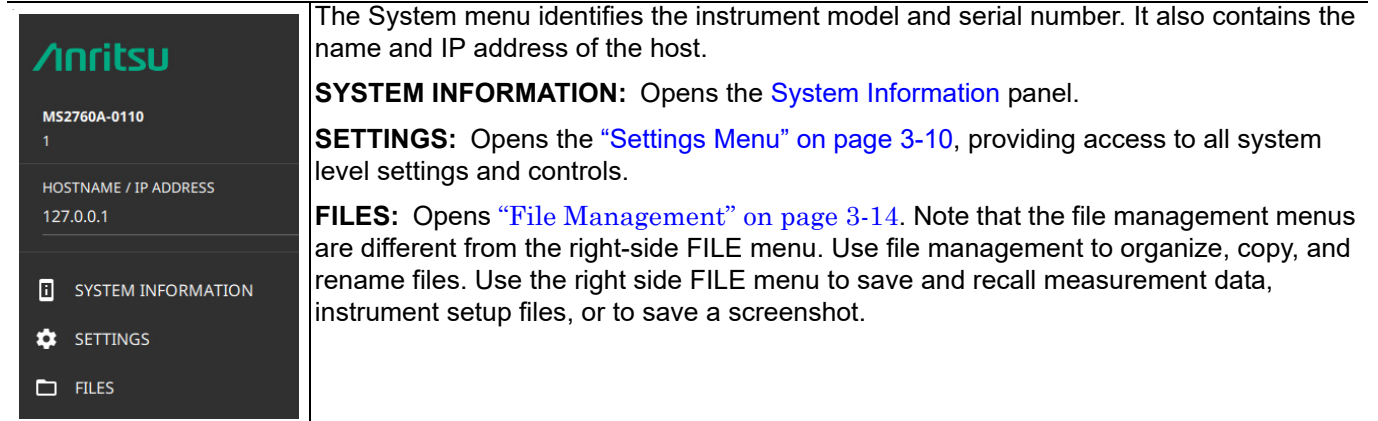 Anritsu
MS2760A-0110
1
HOSTNAME / IP ADDRESS
127.0.0.1
SYSTEM INFORMATION
SETTINGS
FILES
The System menu identifies the instrument model and serial number. It also contains the
name and IP address of the host.
SYSTEM INFORMATION: Opens the System Information panel.
SETTINGS: Opens the “Settings Menu” on page 3-10, providing access to all system
level settings and controls.
FILES: Opens “File Management” on page 3-14. Note that the file management menus
are different from the right-side FILE menu. Use file management to organize, copy, and
rename files. Use the right side FILE menu to save and recall measurement data,
instrument setup files, or to save a screenshot.